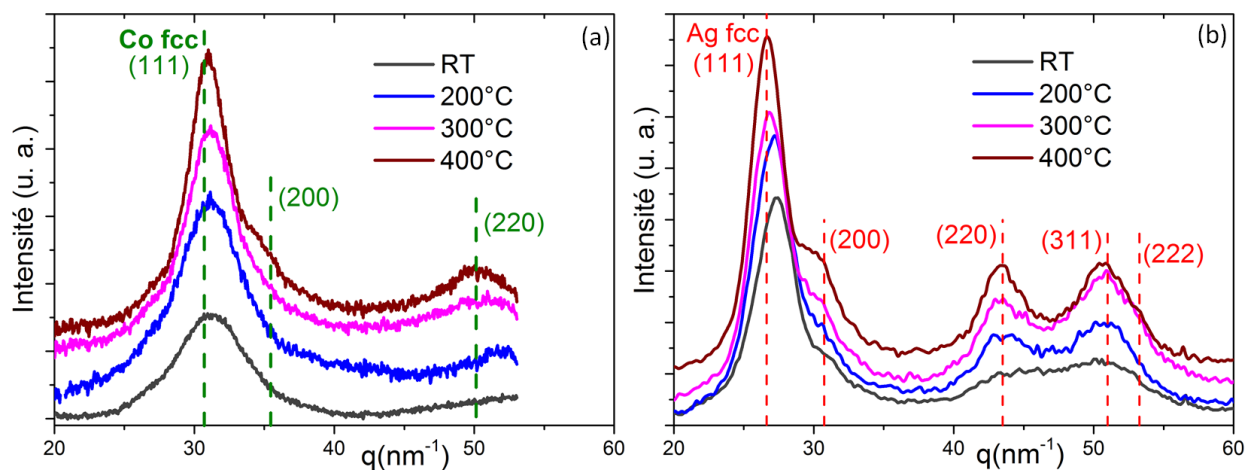 (a)
Co fcc
(111)
RT
200°C
300°C
400°C
(200)
(220)
Intensité (u. a.)
20
30
40
50
60
q(nm⁻¹)
(b)
Ag fcc
(111)
RT
200°C
300°C
400°C
(200)
(220)
(311)
(222)
Intensité (u. a.)
20
30
40
50
60
q(nm⁻¹)